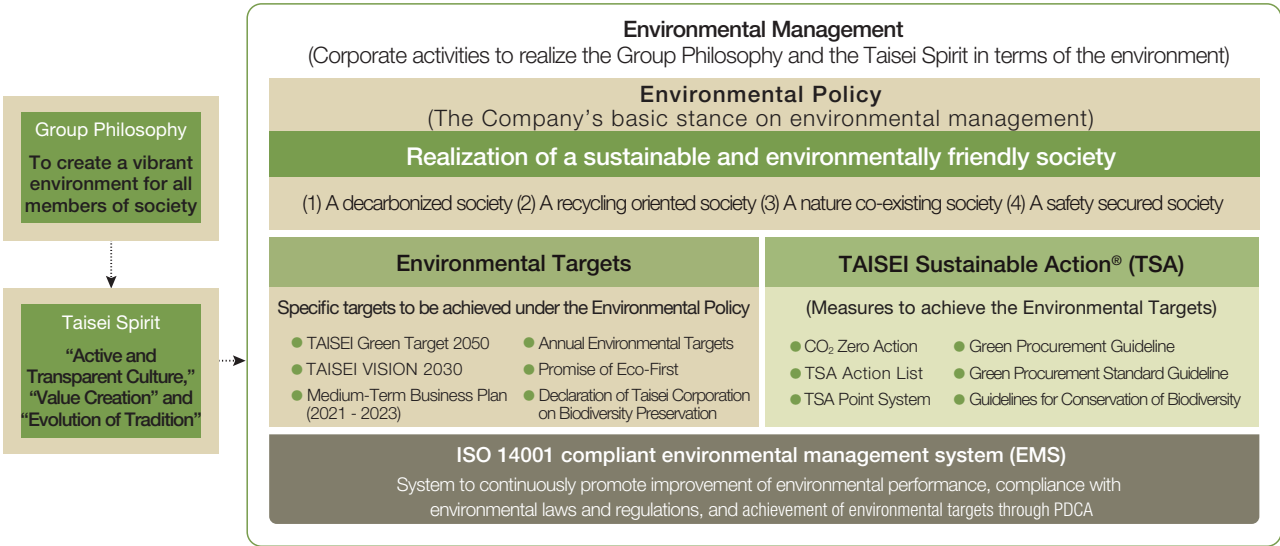 Group Philosophy
To create a vibrant
environment for all
members of society
Taisei Spirit
“Active and
Transparent Culture,”
“Value Creation” and
“Evolution of Tradition”
Environmental Management
(Corporate activities to realize the Group Philosophy and the Taisei Spirit in terms of the environment)
Environmental Policy
(The Company’s basic stance on environmental management)
Realization of a sustainable and environmentally friendly society
(1) A decarbonized society (2) A recycling oriented society (3) A nature co-existing society (4) A safety secured society
Environmental Targets
Specific targets to be achieved under the Environmental Policy
● TAISEI Green Target 2050
● TAISEI VISION 2030
● Medium-Term Business Plan
(2021 - 2023)
● Annual Environmental Targets
● Promise of Eco-First
● Declaration of Taisei Corporation
on Biodiversity Preservation
TAISEI Sustainable Action® (TSA)
(Measures to achieve the Environmental Targets)
● CO₂ Zero Action
● TSA Action List
● TSA Point System
● Green Procurement Guideline
● Green Procurement Standard Guideline
● Guidelines for Conservation of Biodiversity
ISO 14001 compliant environmental management system (EMS)
System to continuously promote improvement of environmental performance, compliance with
environmental laws and regulations, and achievement of environmental targets through PDCA